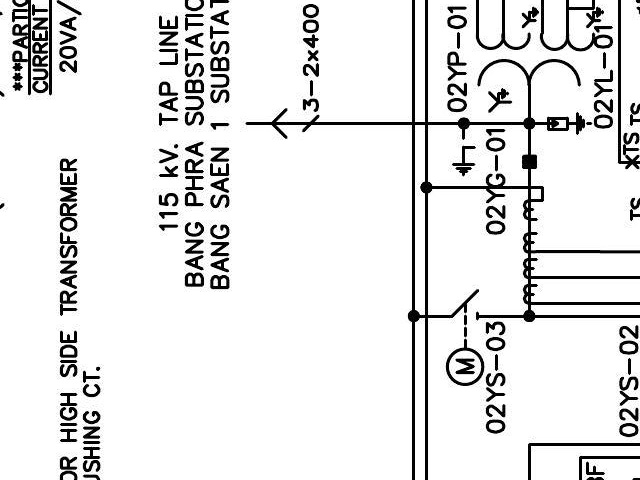 ***PARTIC
CURRENT
20VA/
115 kV. TAP LINE
BANG PHRA SUBSTATIO
BANG SAEN 1 SUBSTAT
3-2x400
OR HIGH SIDE TRANSFORMER
USHING CT.
02YP-01
02YG-01
02YL-01
02YS-03
02YS-02
M
XTS
TS
TS
BF